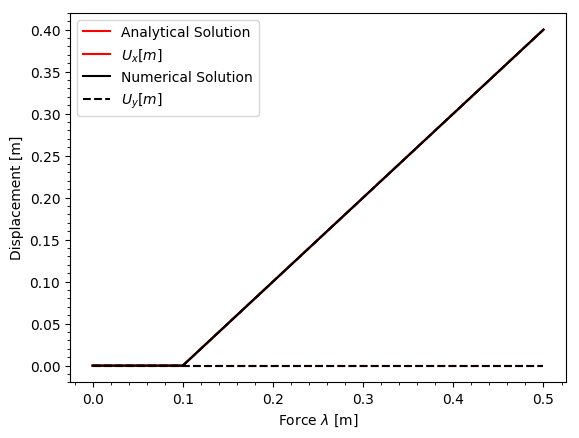 Analytical Solution
U_x[m]
Numerical Solution
U_y[m]
0.40
0.35
0.30
0.25
0.20
0.15
0.10
0.05
0.00
Displacement [m]
0.0 0.1 0.2 0.3 0.4 0.5
Force λ [m]